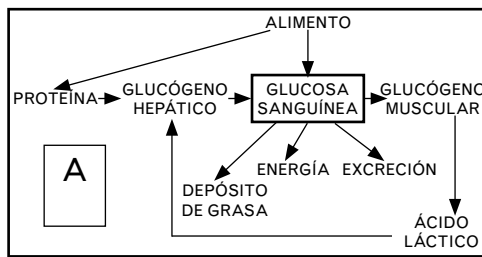 ALIMENTO
PROTEÍNA
GLUCÓGENO
HEPÁTICO
GLUCOSA
SANGUÍNEA
GLUCÓGENO
MUSCULAR
A
DEPÓSITO
DE GRASA
ENERGÍA
EXCRECIÓN
ÁCIDO
LÁCTICO